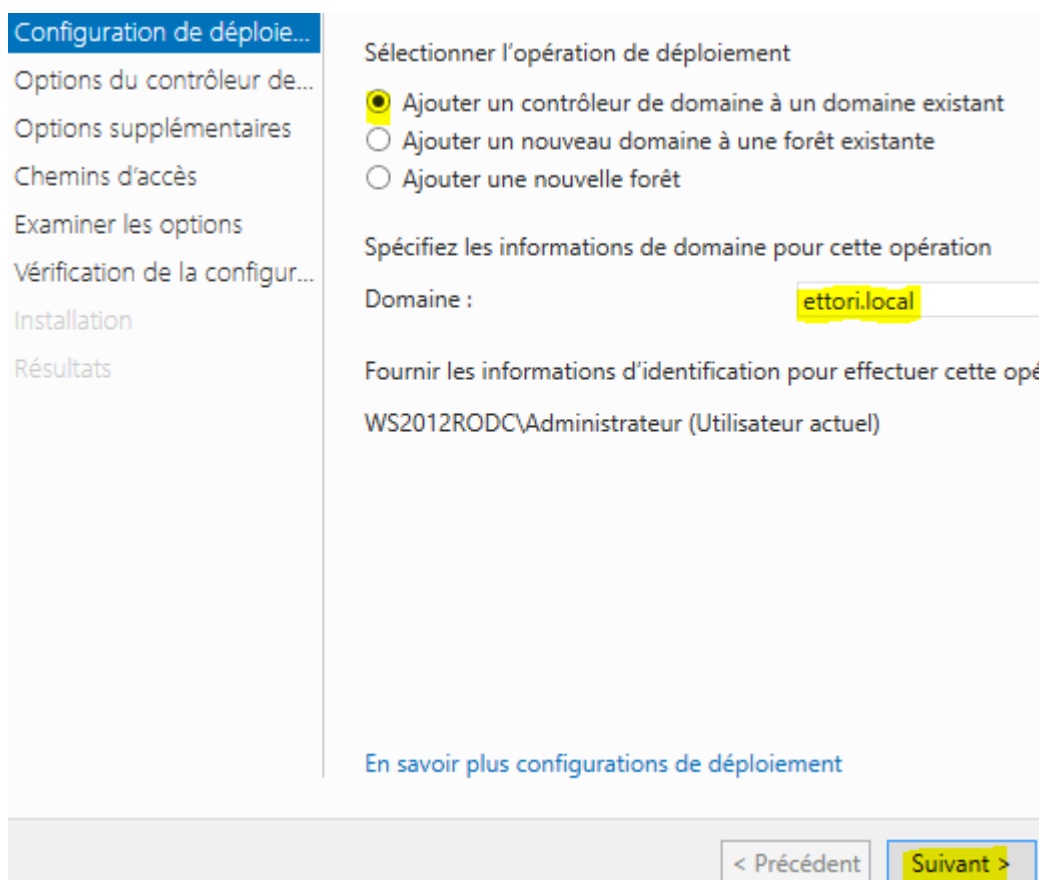 Configuration de déploie...
Options du contrôleur de...
Options supplémentaires
Chemins d'accès
Examiner les options
Vérification de la configur...
Installation
Résultats
Sélectionner l'opération de déploiement
Ajouter un contrôleur de domaine à un domaine existant
Ajouter un nouveau domaine à une forêt existante
Ajouter une nouvelle forêt
Spécifiez les informations de domaine pour cette opération
Domaine :
ettori.local
Fournir les informations d'identification pour effectuer cette opé
WS2012RODC\Administrateur (Utilisateur actuel)
En savoir plus configurations de déploiement
< Précédent
Suivant >